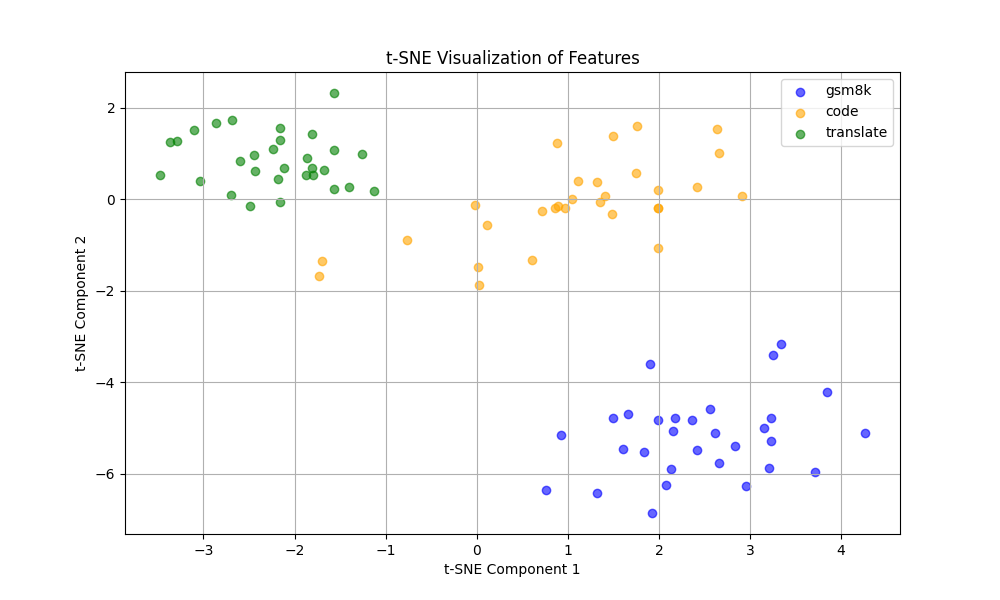 t-SNE Visualization of Features
gsm8k
code
translate
t-SNE Component 2
2
0
−2
−4
−6
−3
−2
−1
0
1
2
3
4
t-SNE Component 1